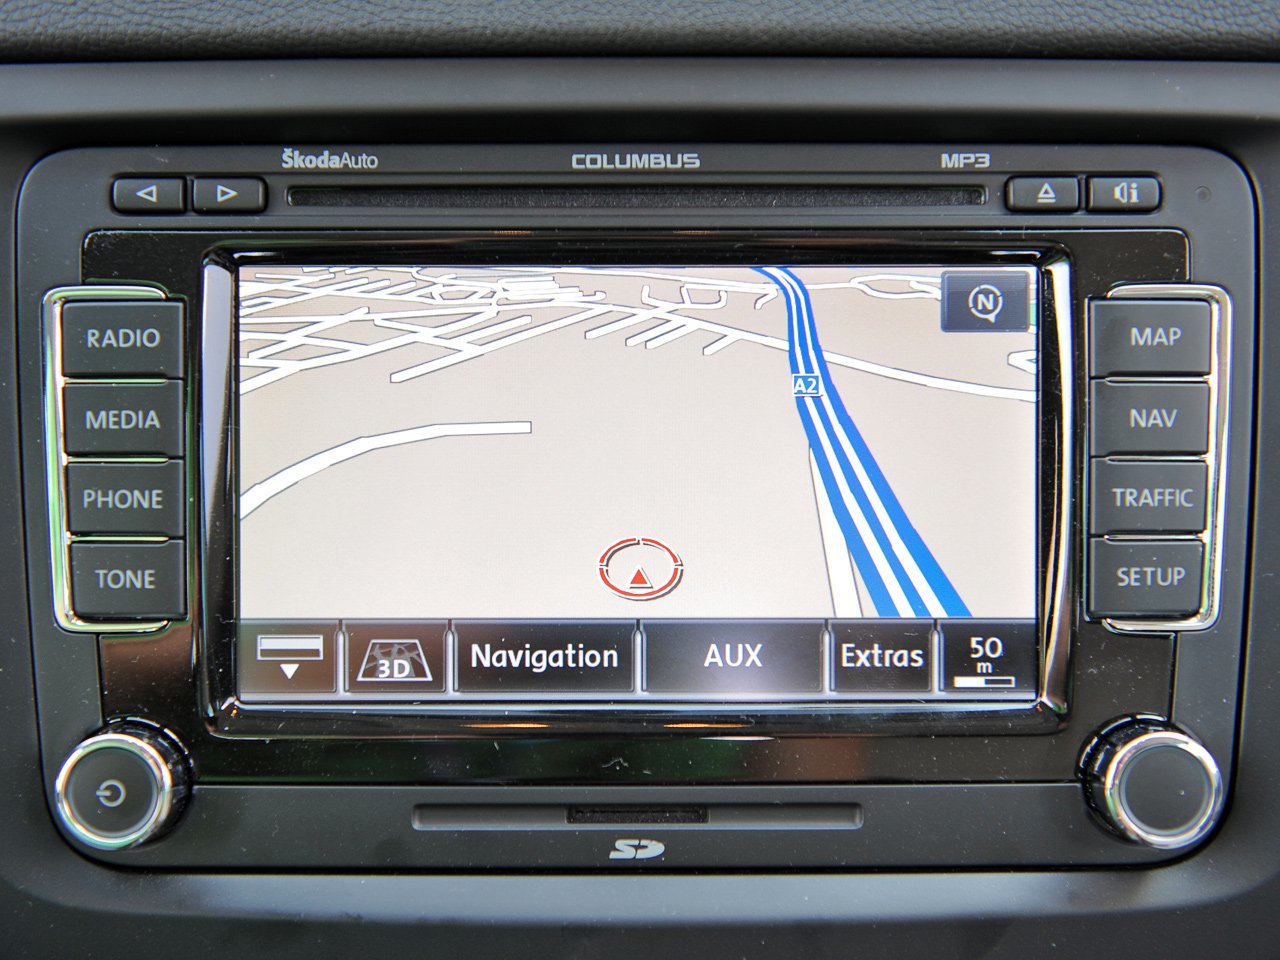 ŠkodaAuto COLUMBUS MP3
RADIO
MEDIA
PHONE
TONE
N
A2
MAP
NAV
TRAFFIC
SETUP
3D Navigation AUX Extras 50 m
SD